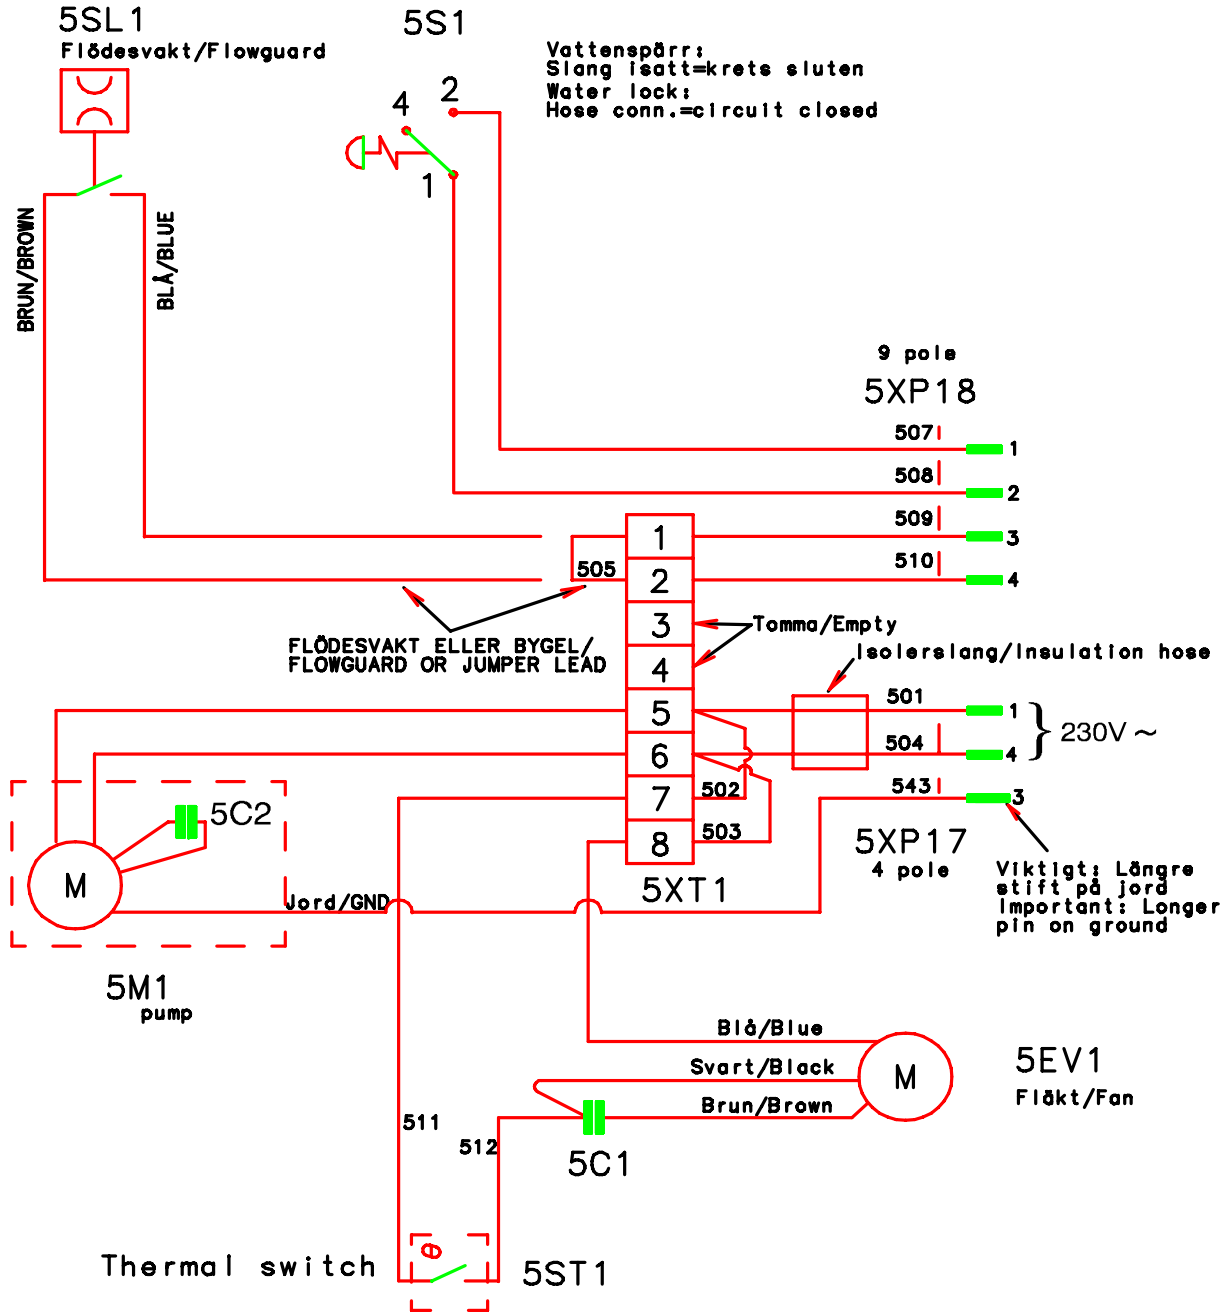 5SL1
Flödesvakt/Flowguard
5S1
Vattenspärr:
Slang isatt=krets sluten
Water lock:
Hose conn.=circuit closed
4
2
1
BRUN/BROWN
BLÅ/BLUE
9 pole
5XP18
507
1
508
2
509
3
510
4
1
505
2
3
4
5
6
7
8
Tomma/Empty
FLÖDESVAKT ELLER BYGEL/
FLOWGUARD OR JUMPER LEAD
Isolerslang/Insulation hose
501
1
504
4
230V ~
502
503
543
3
5XP17
4 pole
5XT1
Viktigt: Längre
stift på jord
Important: Longer
pin on ground
5C2
M
Jord/GND
5M1
pump
Blå/Blue
Svart/Black
Brun/Brown
M
5EV1
Fläkt/Fan
511
512
5C1
Thermal switch
5ST1